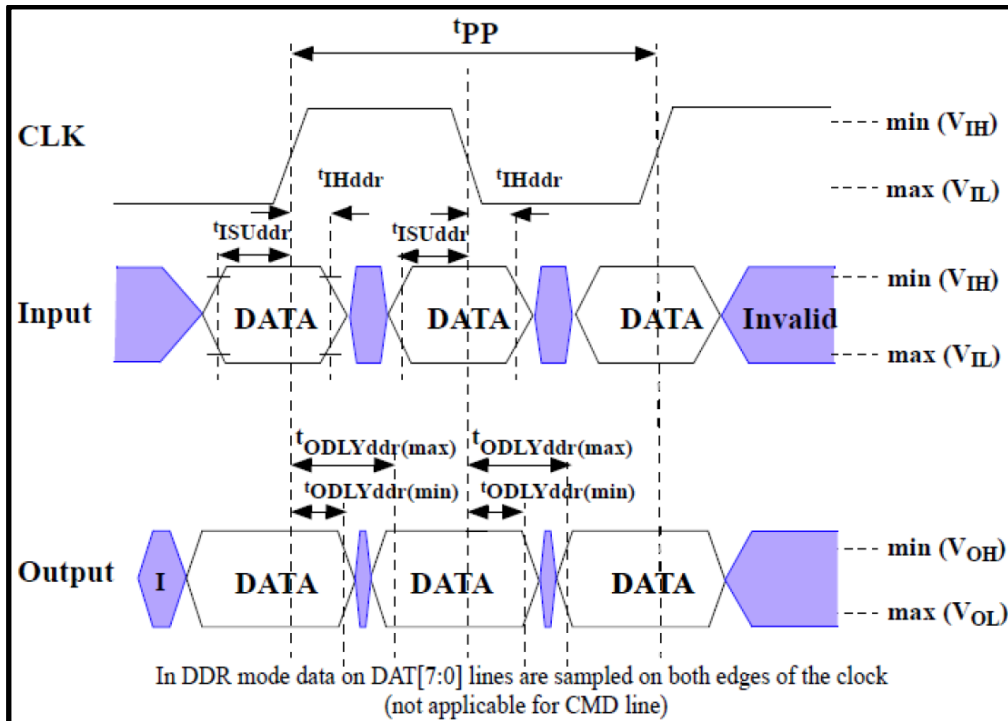 tPP
CLK
min (VIH)
tIHddr tIHddr
max (VIL)
tISUddr tISUddr
min (VIH)
Input DATA DATA DATA Invalid
max (VIL)
tODLYddr(max) tODLYddr(max)
tODLYddr(min) tODLYddr(min)
min (VOH)
Output I DATA DATA DATA
max (VOL)
In DDR mode data on DAT[7:0] lines are sampled on both edges of the clock
(not applicable for CMD line)